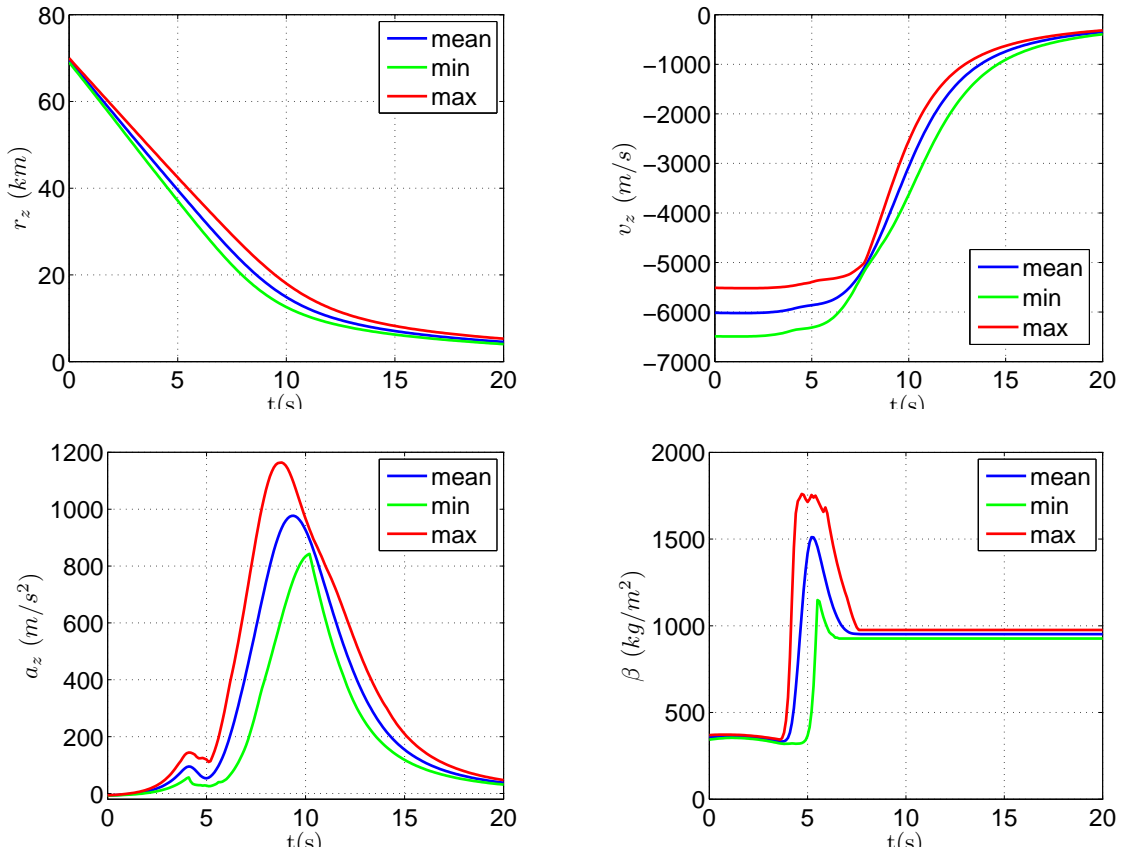 80
60
40
20
0
0 5 10 15 20
t(s)
r_z (km)
mean
min
max
0
−1000
−2000
−3000
−4000
−5000
−6000
−7000
0 5 10 15 20
t(s)
v_z (m/s)
mean
min
max
1200
1000
800
600
400
200
0
0 5 10 15 20
t(s)
a_z (m/s²)
mean
min
max
2000
1500
1000
500
0
0 5 10 15 20
t(s)
β (kg/m²)
mean
min
max